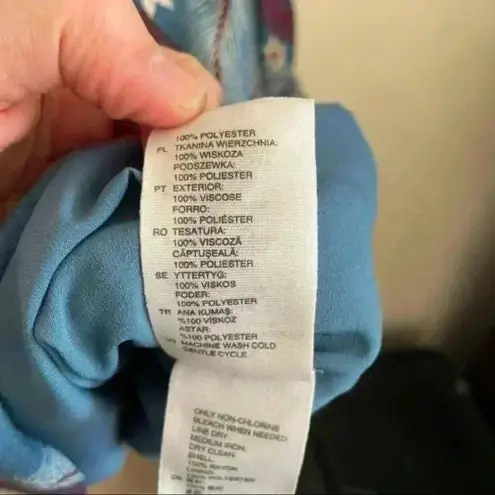 100% POLYESTER
PL TKANINA WIERZCHNIA:
100% WISKOZA
PODSZEWKA:
100% POLIESTER
PT EXTERIOR:
100% VISCOSE
FORRO:
100% POLIÉSTER
RO TESATURA:
100% VISCOZĂ
CĂPTUŞEALĂ:
100% POLIESTER
SE YTTERTYG:
100% VISKOS
FODER:
100% POLYESTER
TR ANA KUMAŞ:
%100 VİSKOZ
ASTAR:
%100 POLYESTER
MACHINE WASH COLD
GENTLE CYCLE.
ONLY NON-CHLORINE
BLEACH WHEN NEEDED
LINE DRY.
MEDIUM IRON.
DRY CLEAN.
SHELL:
100% RAYON